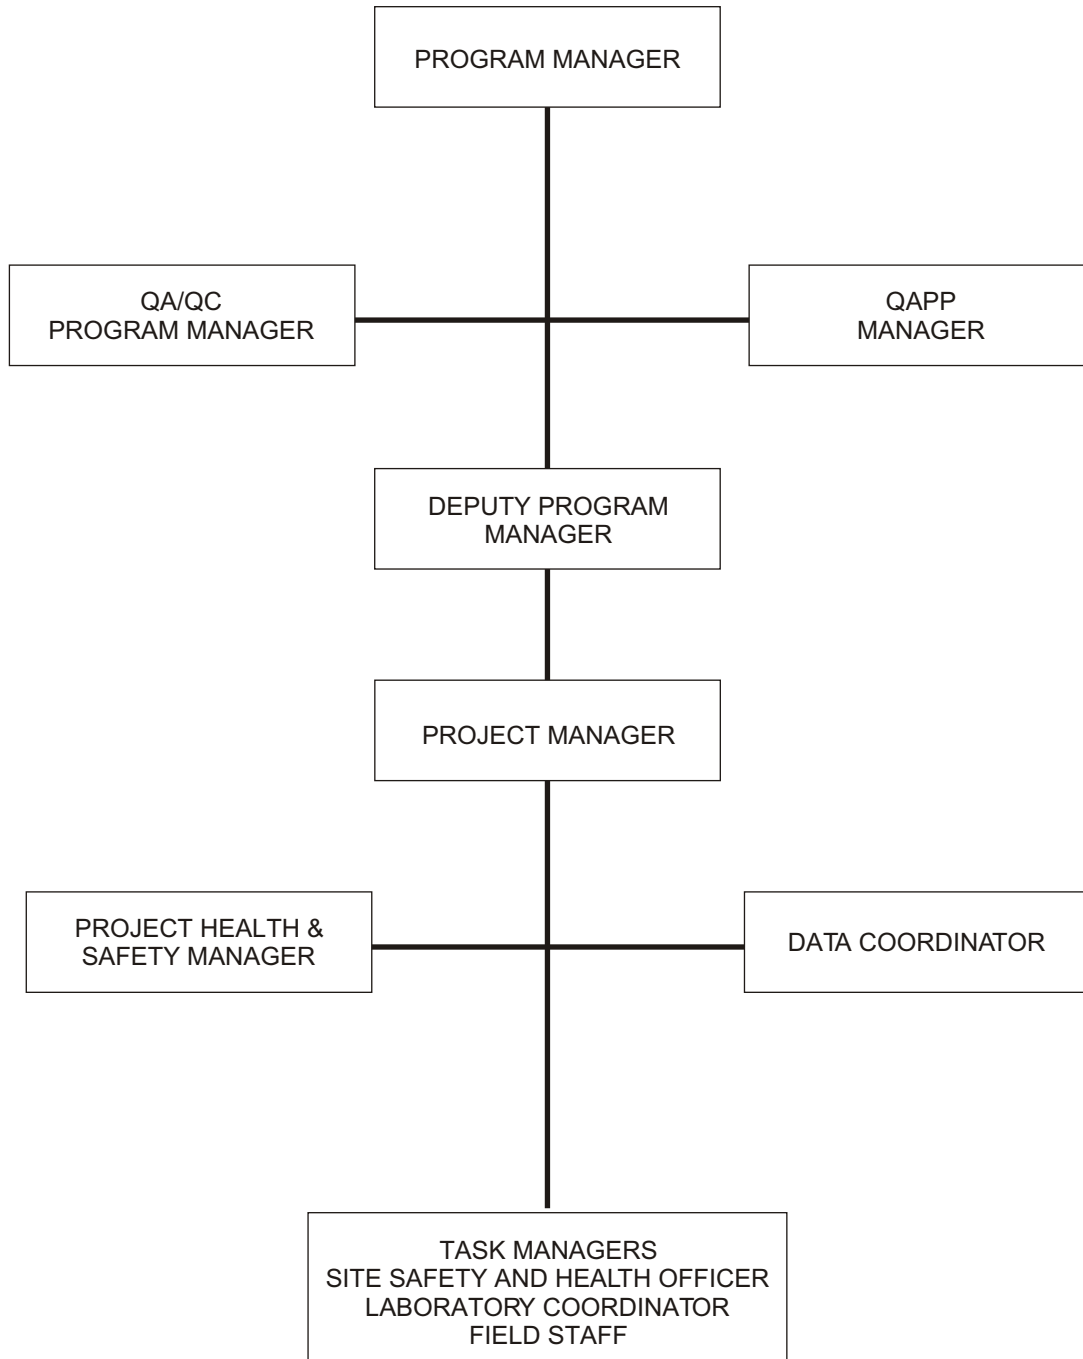 PROGRAM MANAGER
QA/QC
PROGRAM MANAGER
QAPP
MANAGER
DEPUTY PROGRAM
MANAGER
PROJECT MANAGER
PROJECT HEALTH &
SAFETY MANAGER
DATA COORDINATOR
TASK MANAGERS
SITE SAFETY AND HEALTH OFFICER
LABORATORY COORDINATOR
FIELD STAFF